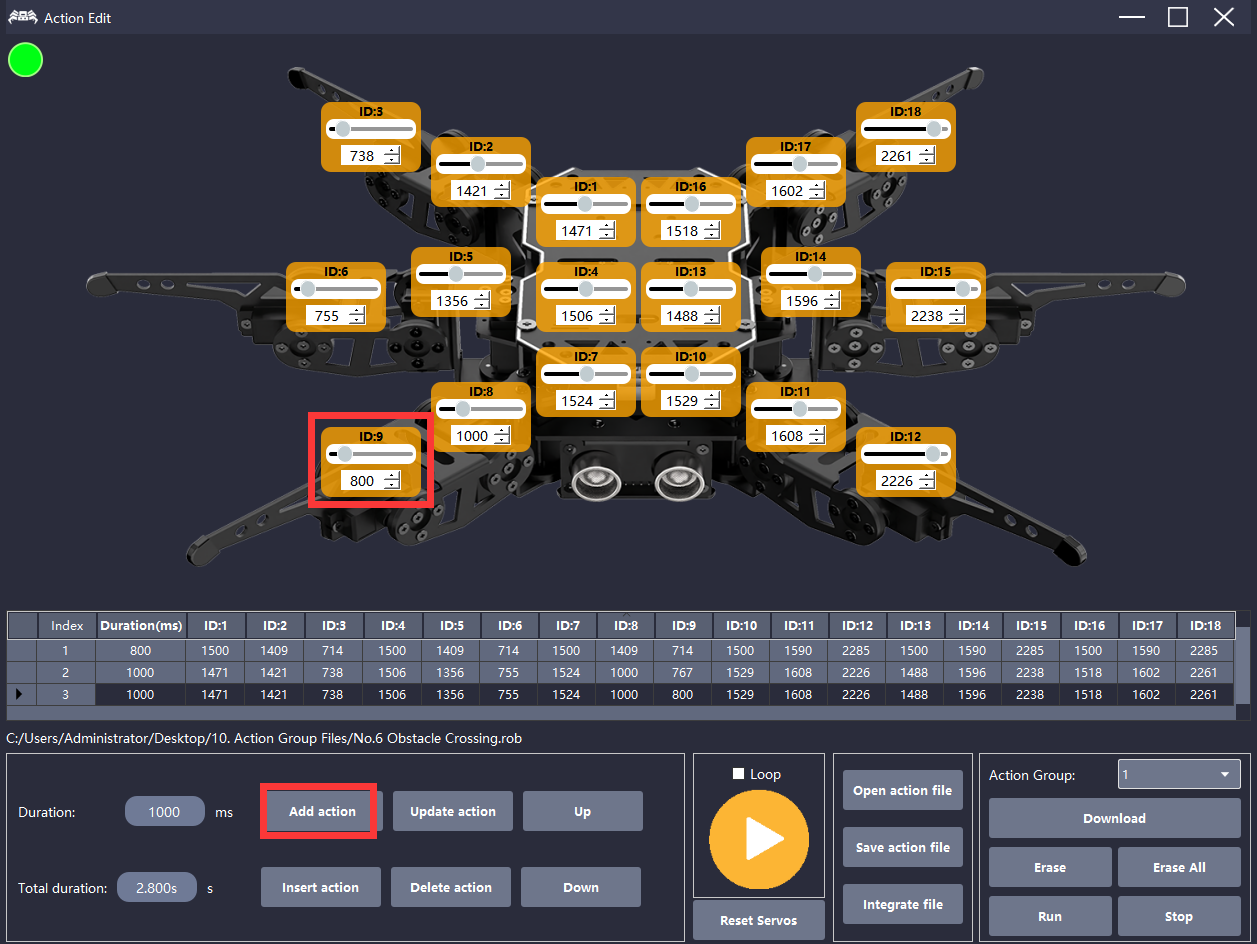 Action Edit
ID:3
738
ID:2
1421
ID:1
1471
ID:16
1518
ID:17
1602
ID:18
2261
ID:6
755
ID:5
1356
ID:4
1506
ID:13
1488
ID:14
1596
ID:15
2238
ID:9
800
ID:8
1000
ID:7
1524
ID:10
1529
ID:11
1608
ID:12
2226
Index Duration(ms) ID:1 ID:2 ID:3 ID:4 ID:5 ID:6 ID:7 ID:8 ID:9 ID:10 ID:11 ID:12 ID:13 ID:14 ID:15 ID:16 ID:17 ID:18
1 800 1500 1409 714 1500 1409 714 1500 1409 714 1500 1590 2285 1500 1590 2285 1500 1590 2285
2 1000 1471 1421 738 1506 1356 755 1524 1000 767 1529 1608 2226 1488 1596 2238 1518 1602 2261
3 1000 1471 1421 738 1506 1356 755 1524 1000 800 1529 1608 2226 1488 1596 2238 1518 1602 2261
C:/Users/Administrator/Desktop/10. Action Group Files/No.6 Obstacle Crossing.rob
Duration: 1000 ms
Add action Update action Up
Total duration: 2.800s s
Insert action Delete action Down
Loop
Reset Servos
Open action file
Save action file
Integrate file
Action Group: 1
Download
Erase Erase All
Run Stop